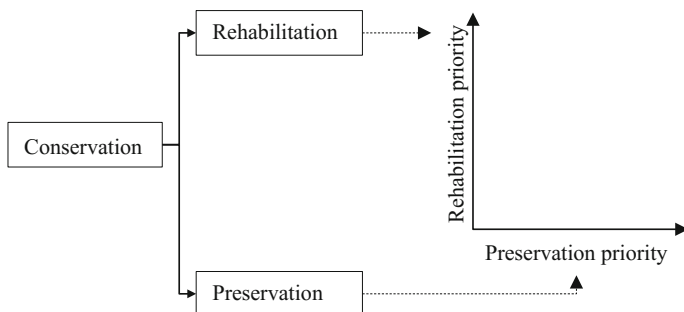 Rehabilitation
Conservation
Preservation
Rehabilitation priority
Preservation priority